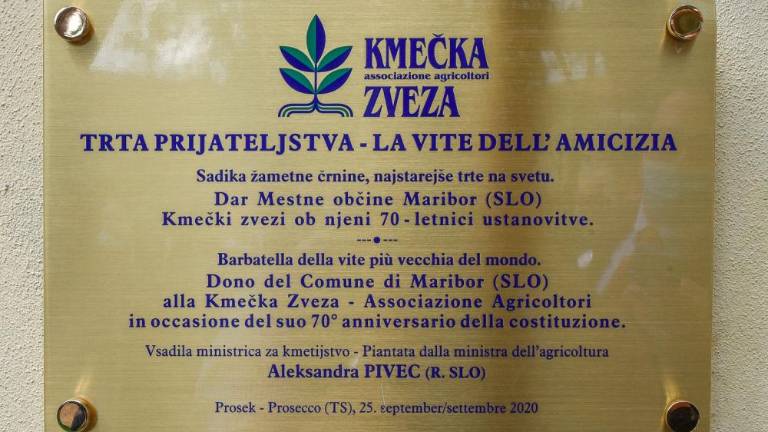 KMEČKA
associazione agricoltori
ZVEZA
TRTA PRIJATELJSTVA - LA VITE DELL' AMICIZIA
Sadika žametne črnine, najstarejše trte na svetu.
Dar Mestne občine Maribor (SLO)
Kmečki zvezi ob njeni 70 - letnici ustanovitve.
Barbatella della vite più vecchia del mondo.
Dono del Comune di Maribor (SLO)
alla Kmečka Zveza - Associazione Agricoltori
in occasione del suo 70° anniversario della costituzione.
Vsadila ministrica za kmetijstvo - Piantata dalla ministra dell'agricoltura
Aleksandra PIVEC (R. SLO)
Prosek - Prosecco (TS), 25. september/settembre 2020